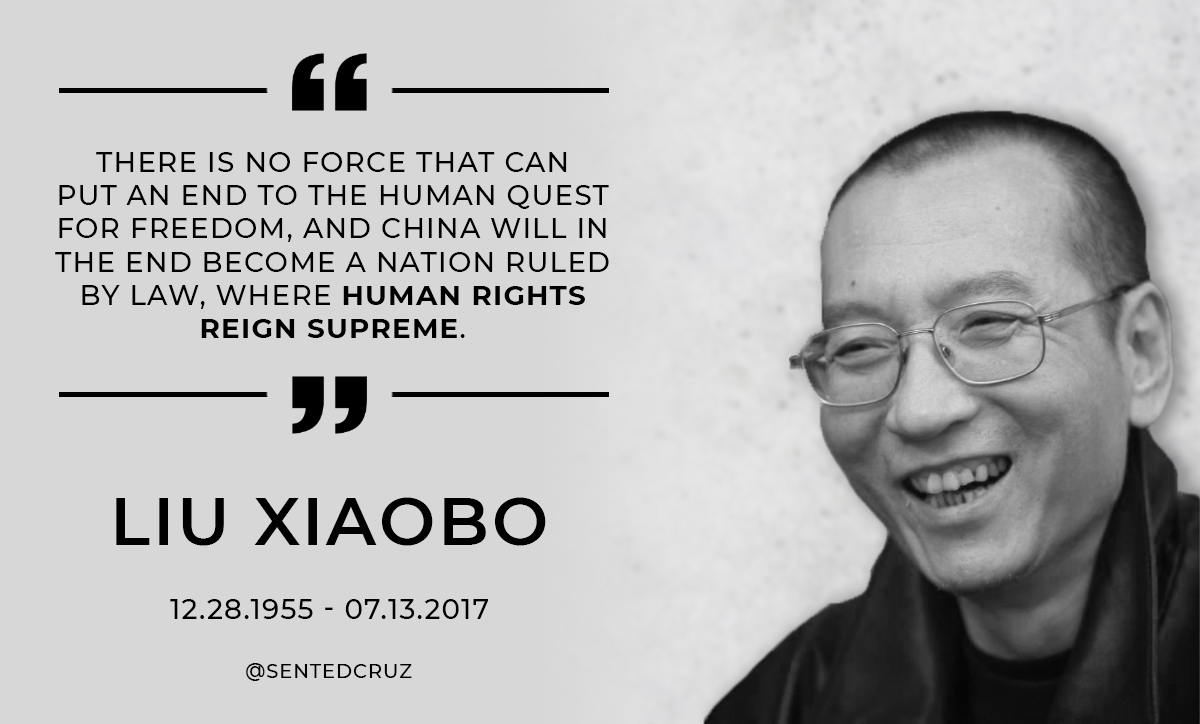 “
THERE IS NO FORCE THAT CAN
PUT AN END TO THE HUMAN QUEST
FOR FREEDOM, AND CHINA WILL IN
THE END BECOME A NATION RULED
BY LAW, WHERE HUMAN RIGHTS
REIGN SUPREME.
”
LIU XIAOBO
12.28.1955 - 07.13.2017
@SENTEDCRUZ